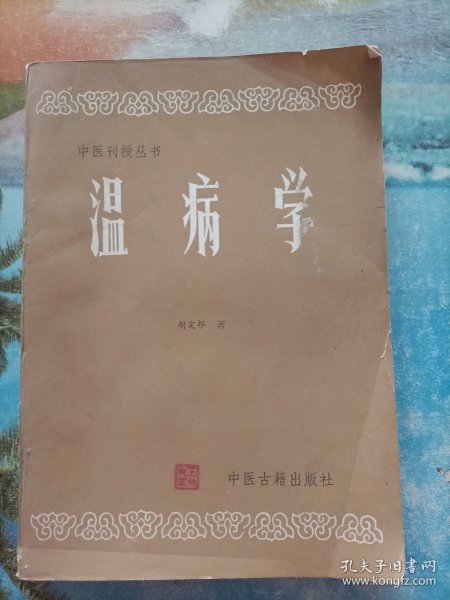 中医刊授丛书
温病学
胡定邦 著
中医古籍出版社
孔夫子旧书网
www.kongfz.com